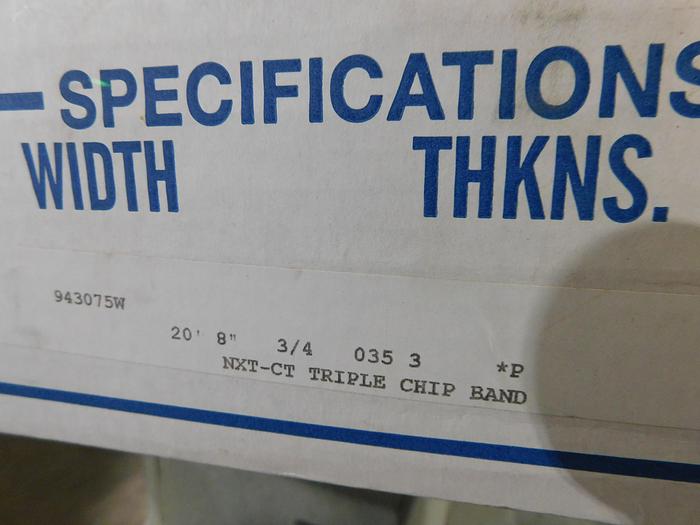 SPECIFICATIONS
WIDTH THKNS.
943075W
20' 8" 3/4 035 3 *P
NXT-CT TRIPLE CHIP BAND